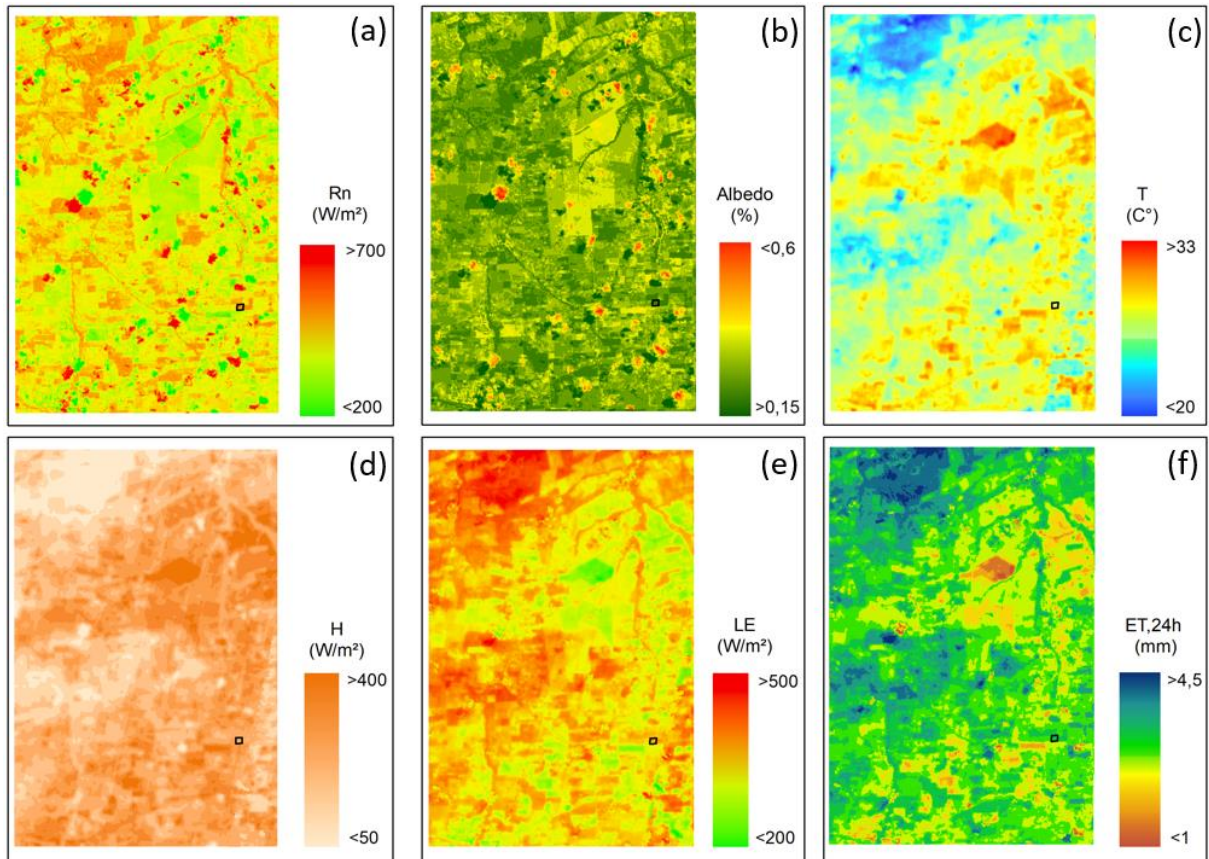 (a)
Rn
(W/m²)
>700
<200
(b)
Albedo
(%)
<0,6
>0,15
(c)
T
(C°)
>33
<20
(d)
H
(W/m²)
>400
<50
(e)
LE
(W/m²)
>500
<200
(f)
ET,24h
(mm)
>4,5
<1